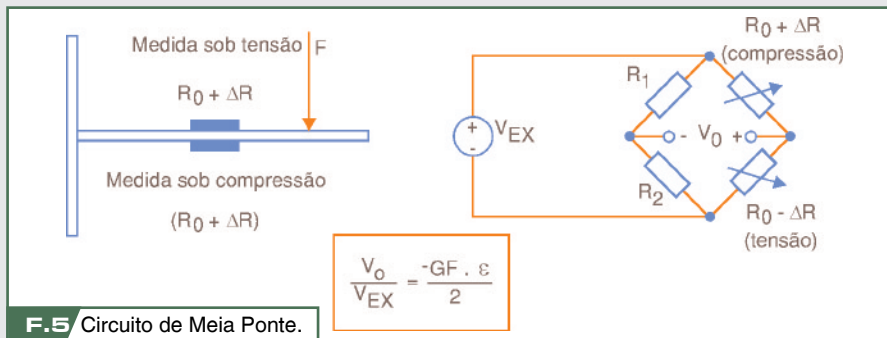 Medida sob tensão F
R0 + ΔR
Medida sob compressão
(R0 + ΔR)
R0 + ΔR
(compressão)
R1
+
-
VEX
- V0 +
R2
R0 - ΔR
(tensão)
Vo
VEX
=
-GF . ε
2
F.5 Circuito de Meia Ponte.